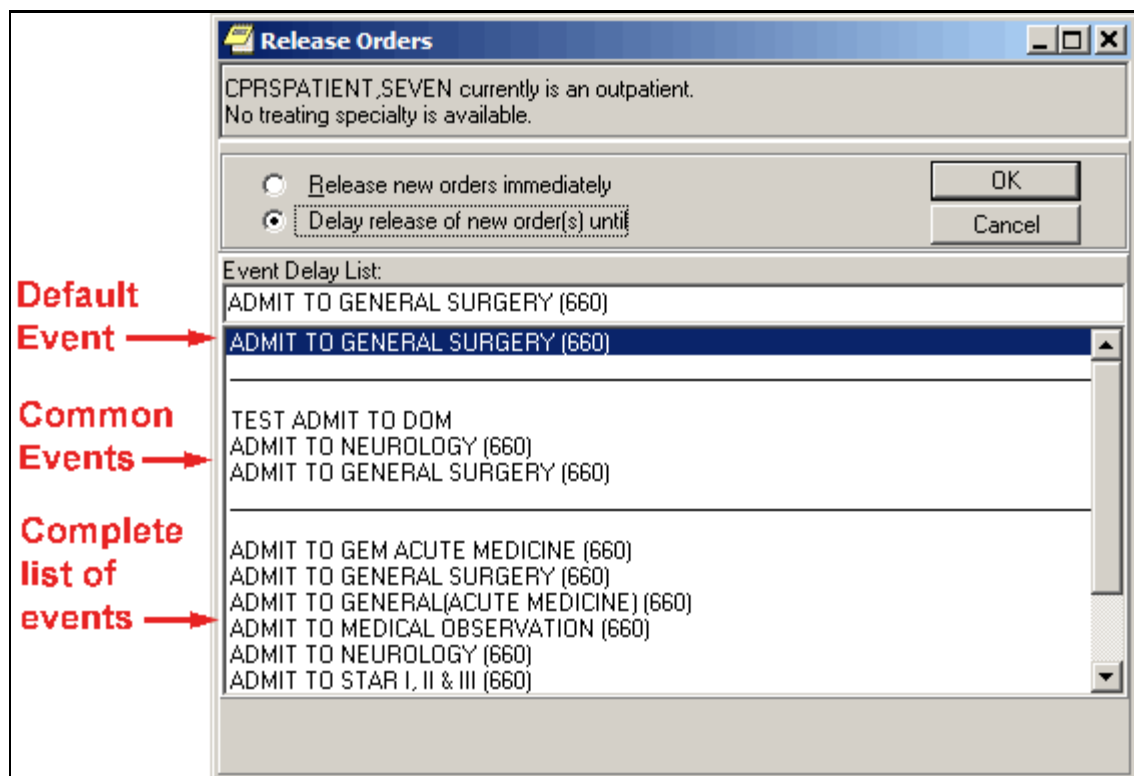 Release Orders
CPRSPATIENT,SEVEN currently is an outpatient.
No treating specialty is available.
Release new orders immediately
OK
Delay release of new order(s) until
Cancel
Event Delay List:
ADMIT TO GENERAL SURGERY (660)
Default
Event
ADMIT TO GENERAL SURGERY (660)
Common
Events
TEST ADMIT TO DOM
ADMIT TO NEUROLOGY (660)
ADMIT TO GENERAL SURGERY (660)
Complete
list of
events
ADMIT TO GEM ACUTE MEDICINE (660)
ADMIT TO GENERAL SURGERY (660)
ADMIT TO GENERAL(ACUTE MEDICINE) (660)
ADMIT TO MEDICAL OBSERVATION (660)
ADMIT TO NEUROLOGY (660)
ADMIT TO STAR I, II & III (660)